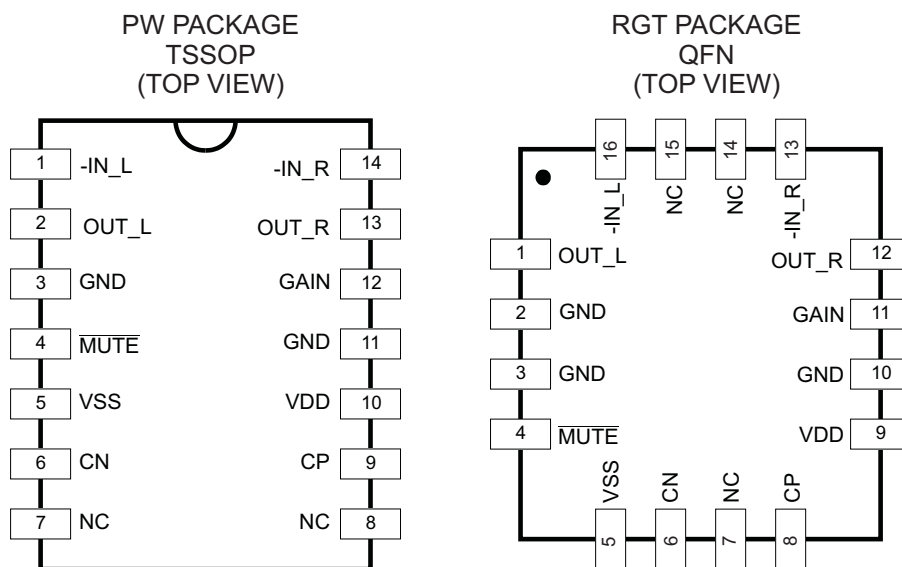 PW PACKAGE
TSSOP
(TOP VIEW)
1 -IN_L
-IN_R 14
2 OUT_L
OUT_R 13
3 GND
GAIN 12
4 MUTE
GND 11
5 VSS
VDD 10
6 CN
CP 9
7 NC
NC 8
RGT PACKAGE
QFN
(TOP VIEW)
16 -IN_L
15 NC
14 NC
13 -IN_R
1 OUT_L
OUT_R 12
2 GND
GAIN 11
3 GND
GND 10
4 MUTE
VDD 9
5 VSS
6 CN
7 NC
8 CP